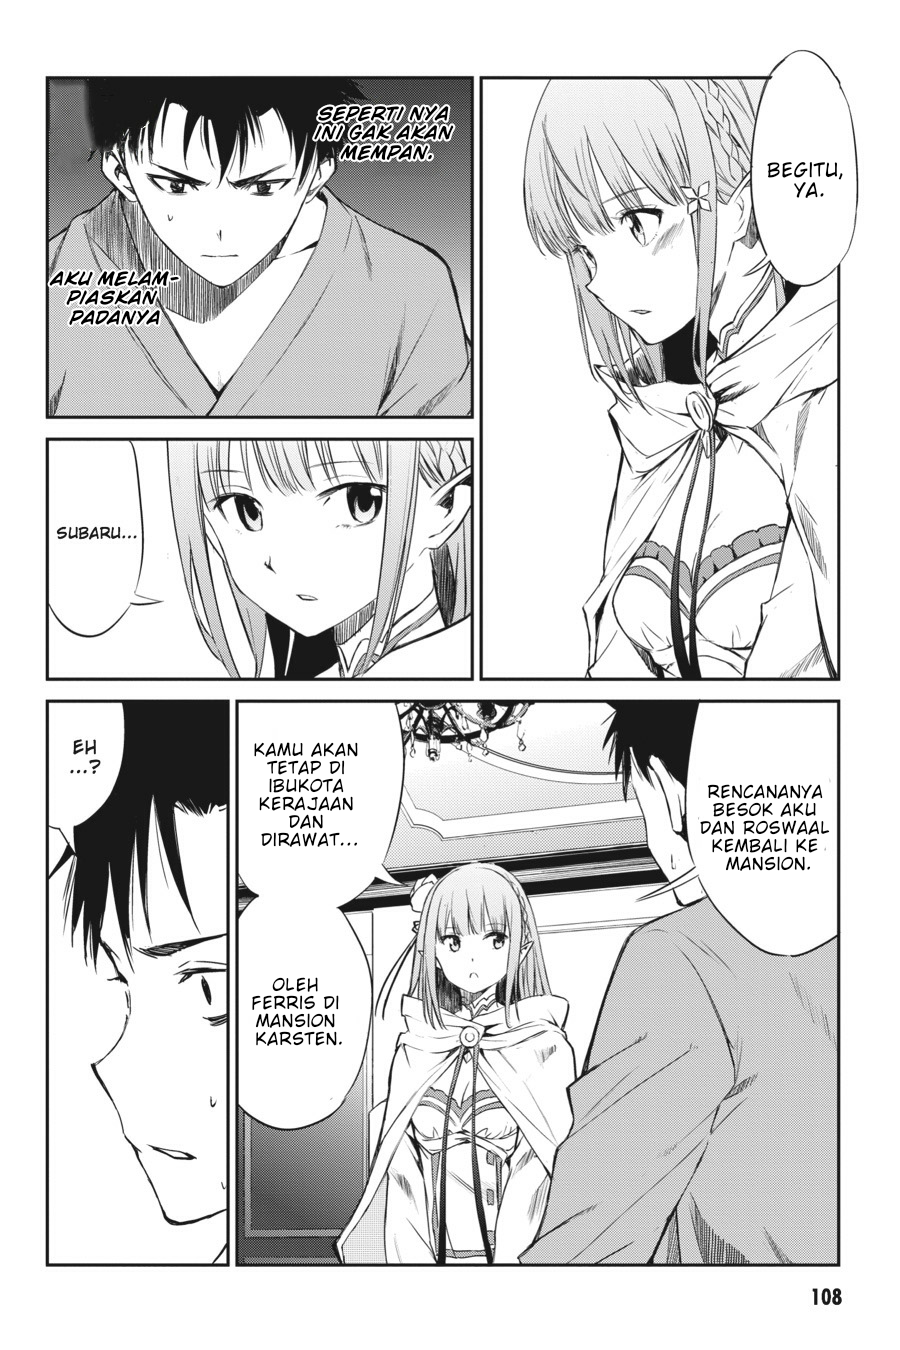 BEGITU,
YA.
SEPERTI NYA
INI GAK AKAN
MEMPAN.
AKU MELAM-
PIASKAN
PADANYA
SUBARU...
RENCANANYA
BESOK AKU
DAN ROSWAAL
KEMBALI KE
MANSION.
KAMU AKAN
TETAP DI
IBUKOTA
KERAJAAN
DAN
DIRAWAT...
OLEH
FERRIS DI
MANSION
KARSTEN.
EH
...?
108